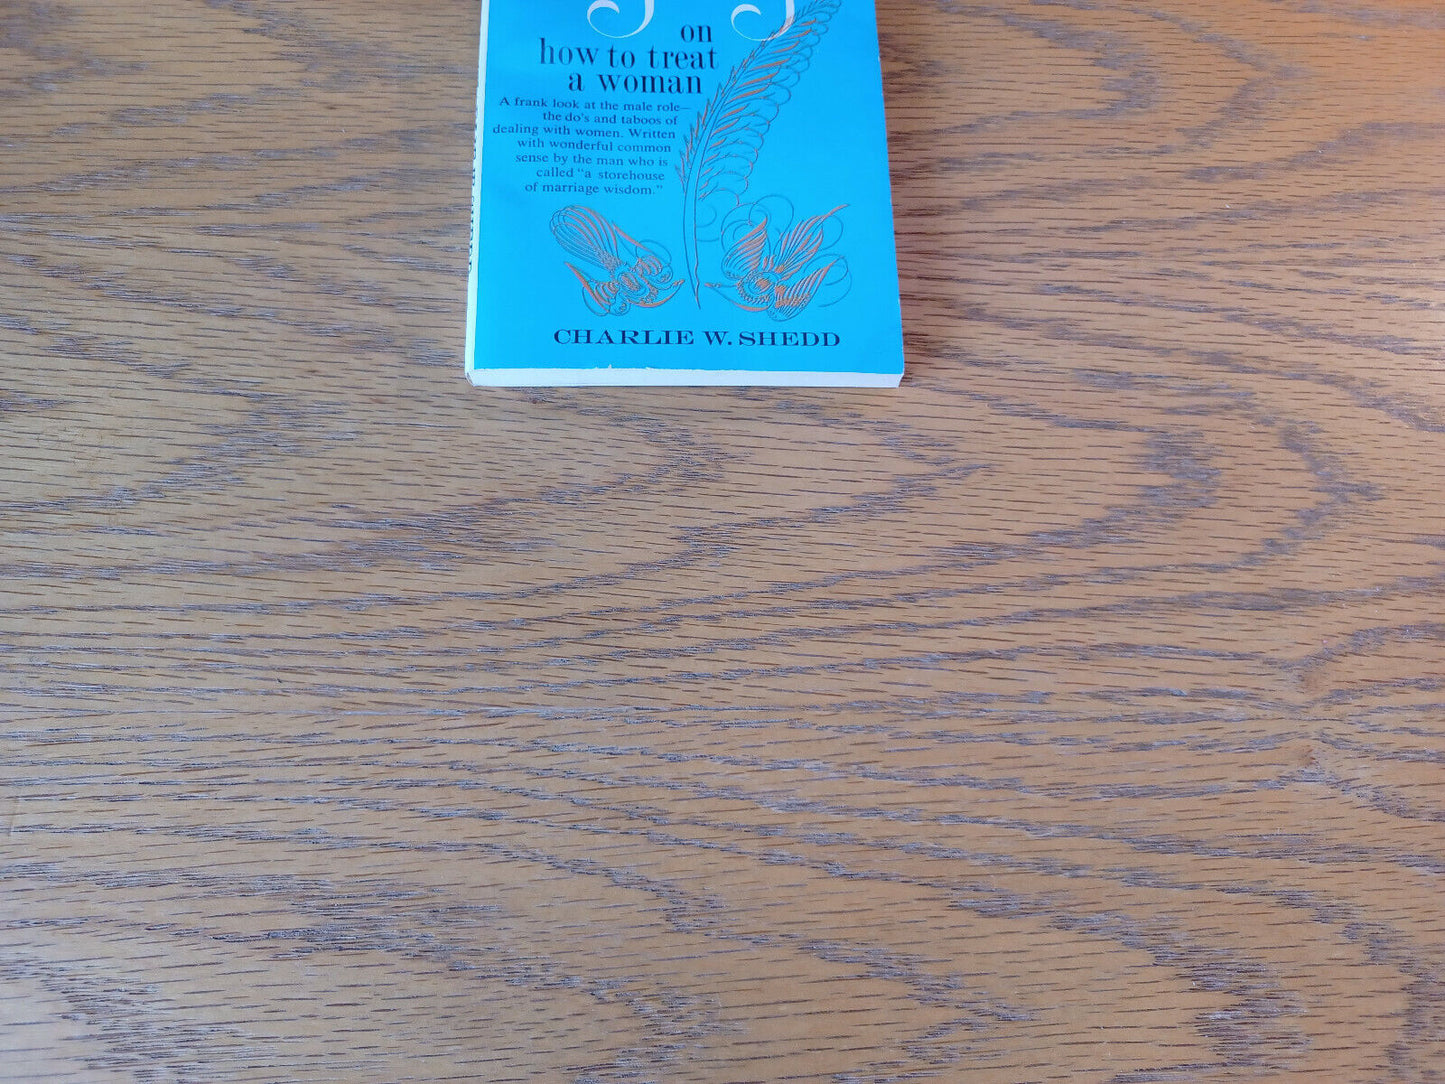 on
how to treat
a woman
A frank look at the male role—
the do's and taboos of
dealing with women. Written
with wonderful common
sense by the man who is
called "a storehouse
of marriage wisdom."
CHARLIE W. SHEDD